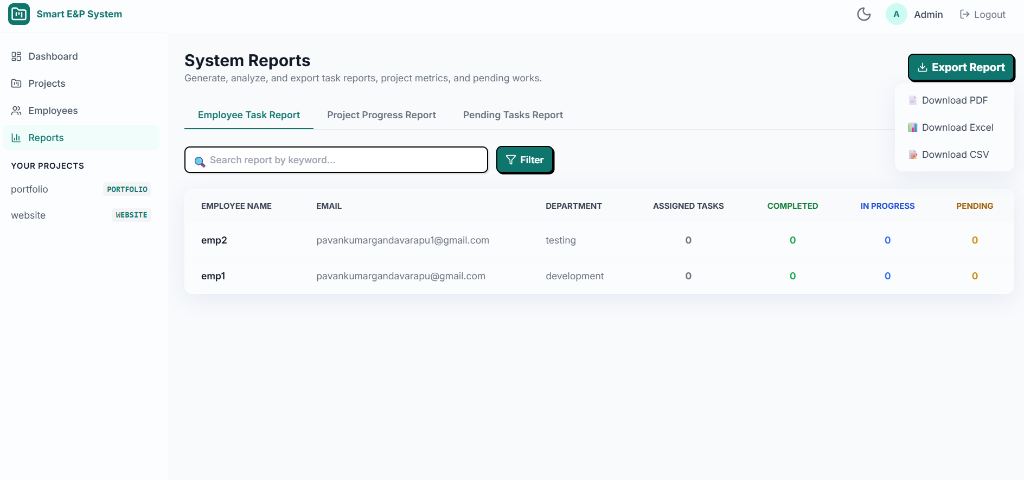 Smart E&P System
A
Admin
Logout
Dashboard
Projects
Employees
Reports
YOUR PROJECTS
portfolio PORTFOLIO
website WEBSITE
System Reports
Generate, analyze, and export task reports, project metrics, and pending works.
Export Report
Download PDF
Download Excel
Download CSV
Employee Task Report Project Progress Report Pending Tasks Report
Search report by keyword...
Filter
EMPLOYEE NAME EMAIL DEPARTMENT ASSIGNED TASKS COMPLETED IN PROGRESS PENDING
emp2 pavankumargandavarapu1@gmail.com testing 0 0 0 0
emp1 pavankumargandavarapu@gmail.com development 0 0 0 0